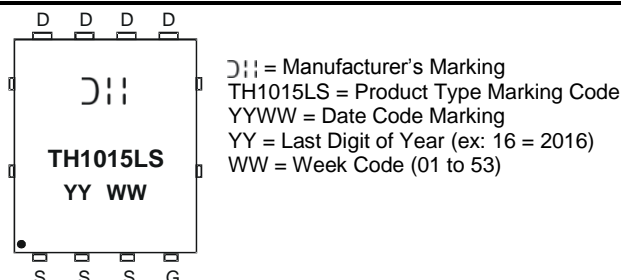 D D D D
TH1015LS
YY WW
S S S G
= Manufacturer's Marking
TH1015LS = Product Type Marking Code
YYWW = Date Code Marking
YY = Last Digit of Year (ex: 16 = 2016)
WW = Week Code (01 to 53)